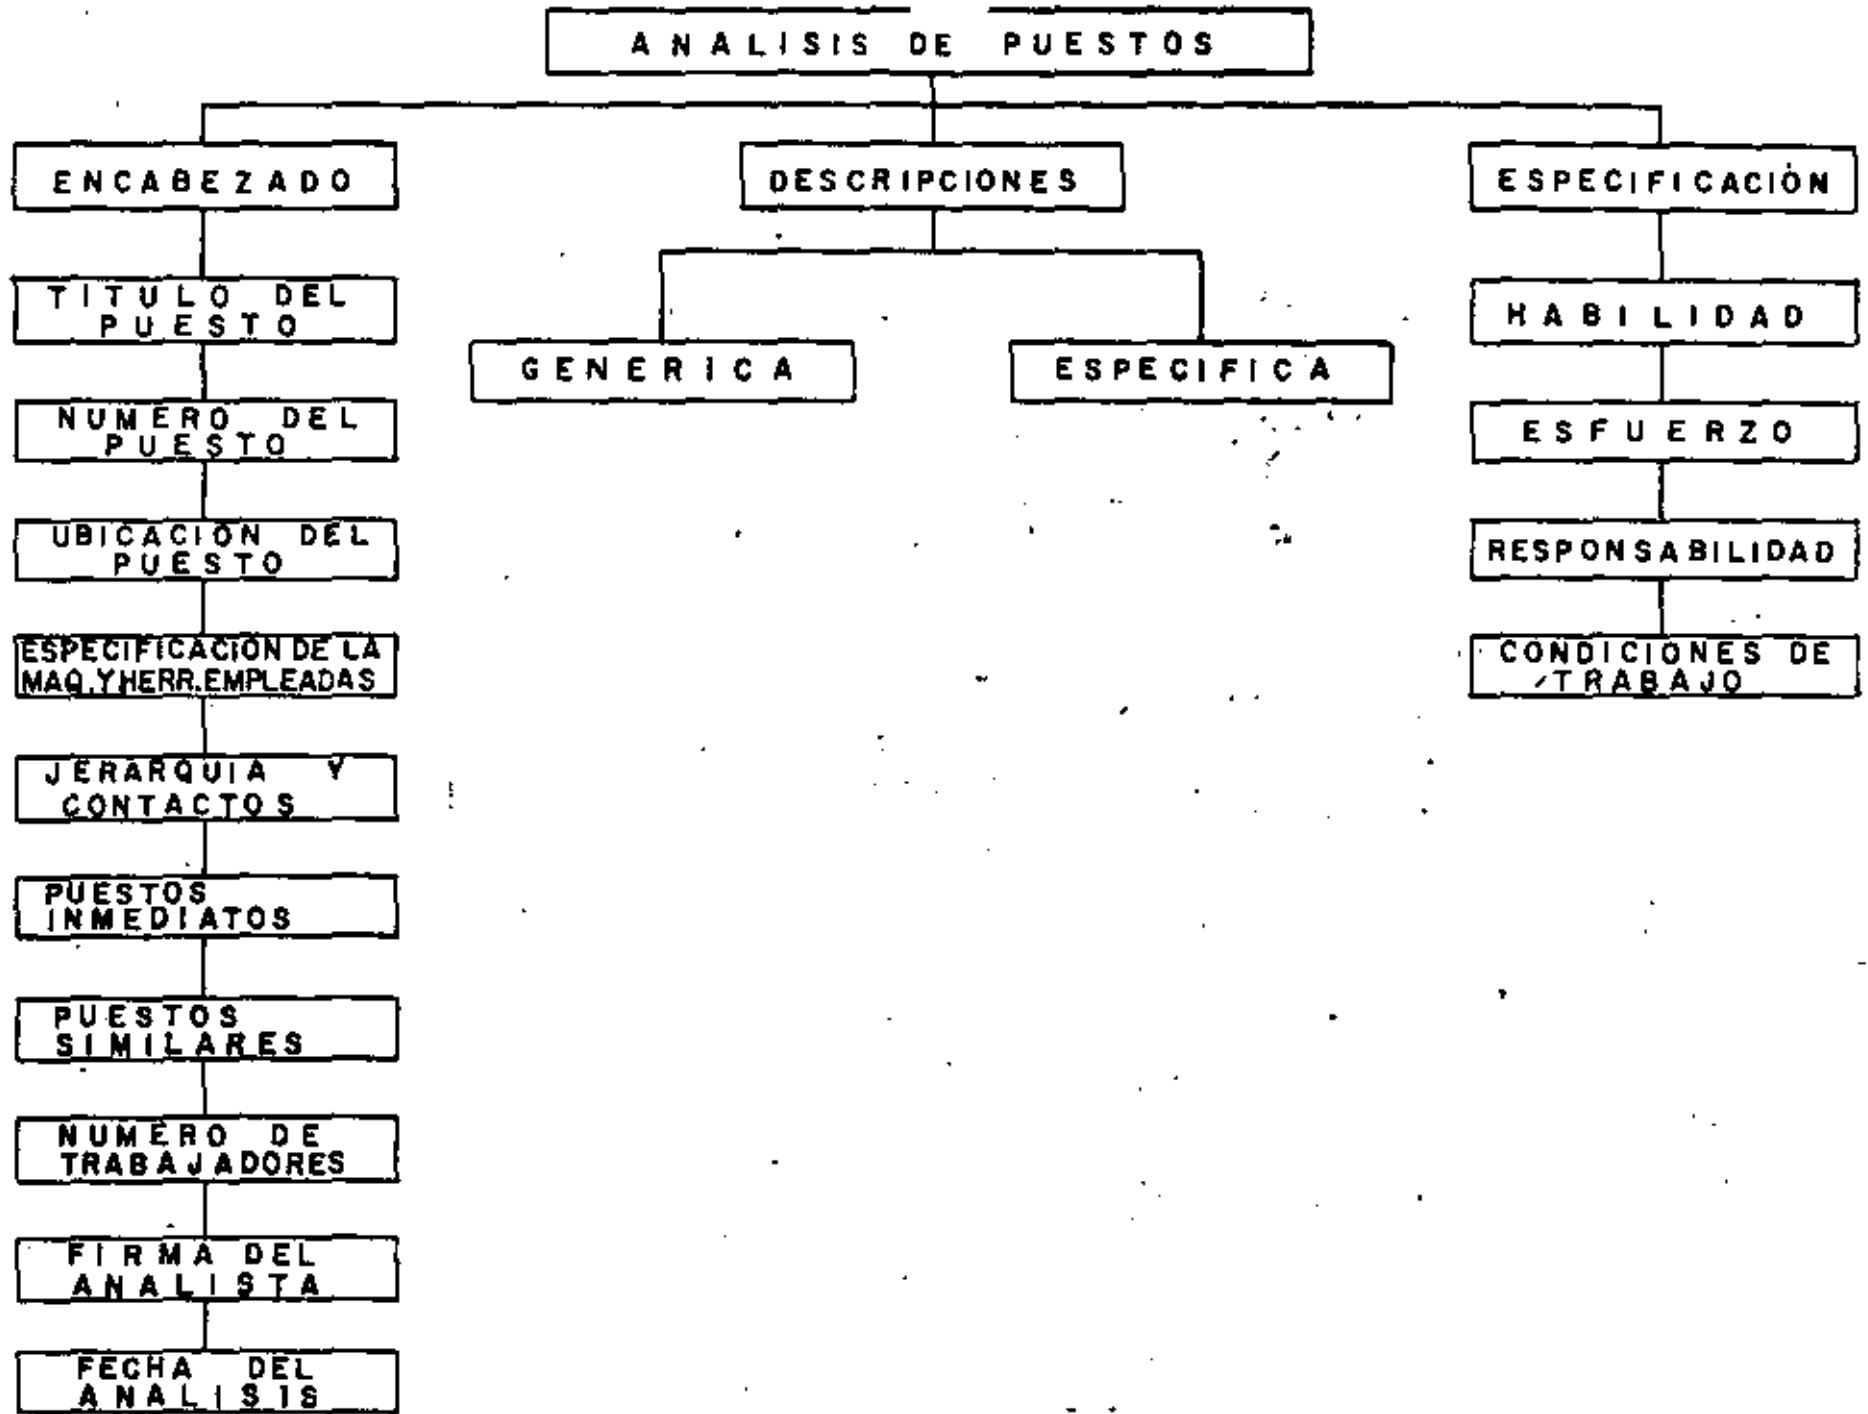 ANALISIS DE PUESTOS
ENCABEZADO
DESCRIPCIONES
ESPECIFICACIÓN
TITULO DEL
PUESTO
HABILIDAD
GENERICA
ESPECIFICA
NUMERO DEL
PUESTO
ESFUERZO
UBICACION DEL
PUESTO
RESPONSABILIDAD
ESPECIFICACION DE LA
MAQ. Y HERR. EMPLEADAS
CONDICIONES DE
TRABAJO
JERARQUIA Y
CONTACTOS
PUESTOS
INMEDIATOS
PUESTOS
SIMILARES
NUMERO DE
TRABAJADORES
FIRMA DEL
ANALISTA
FECHA DEL
ANALISIS